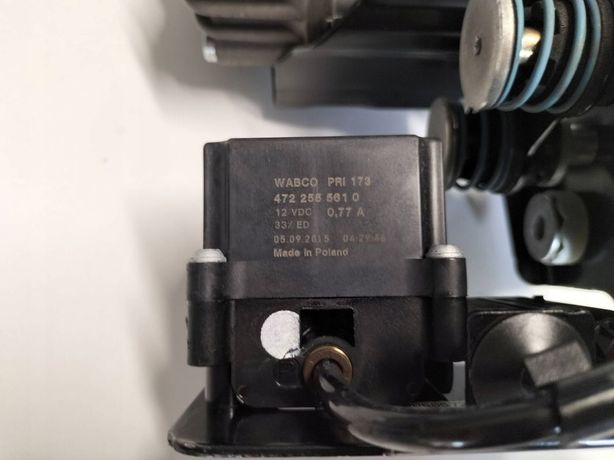 WABCO PRI 173
472 255 561 0
12 VDC 0,77 A
33% ED
05.09.2015 04:29:46
Made in Poland